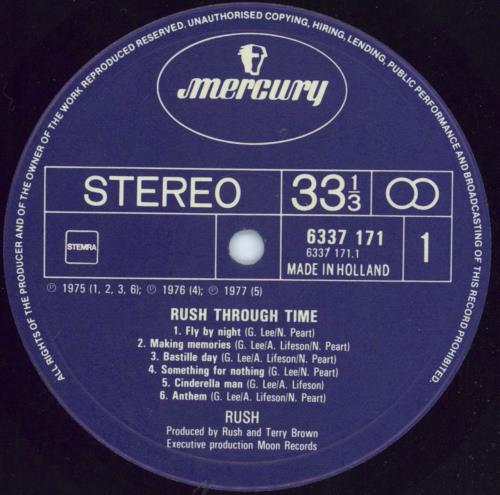 ALL RIGHTS OF THE PRODUCER AND OF THE OWNER OF THE WORK REPRODUCED RESERVED. UNAUTHORISED COPYING, HIRING, LENDING, PUBLIC PERFORMANCE AND BROADCASTING OF THIS RECORD PROHIBITED.
mercury
STEREO
33 1/3
STEMRA
6337 171
6337 171.1
MADE IN HOLLAND
1
℗ 1975 (1, 2, 3, 6); ℗ 1976 (4); ℗ 1977 (5)
RUSH THROUGH TIME
1. Fly by night (G. Lee/N. Peart)
2. Making memories (G. Lee/A. Lifeson/N. Peart)
3. Bastille day (G. Lee/A. Lifeson/N. Peart)
4. Something for nothing (G. Lee/N. Peart)
5. Cinderella man (G. Lee/A. Lifeson)
6. Anthem (G. Lee/A. Lifeson/N. Peart)
RUSH
Produced by Rush and Terry Brown
Executive production Moon Records